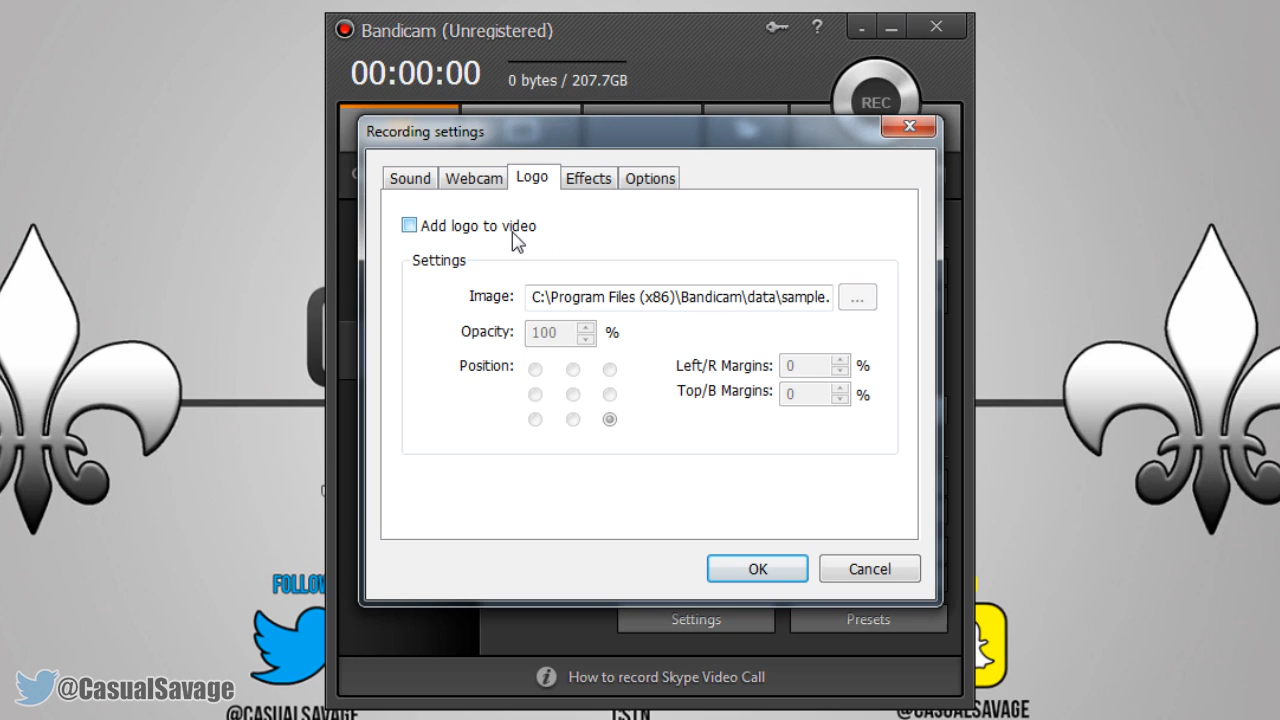 Bandicam (Unregistered)
?
00:00:00
0 bytes / 207.7GB
REC
Recording settings
Sound
Webcam
Logo
Effects
Options
Add logo to video
Settings
Image:
C:\Program Files (x86)\Bandicam\data\sample.
...
Opacity:
100
%
Position:
Left/R Margins:
0
%
Top/B Margins:
0
%
OK
Cancel
Settings
Presets
How to record Skype Video Call
@CasualSavage
@CASUALSAVAGE
@CASUALSAVAGE